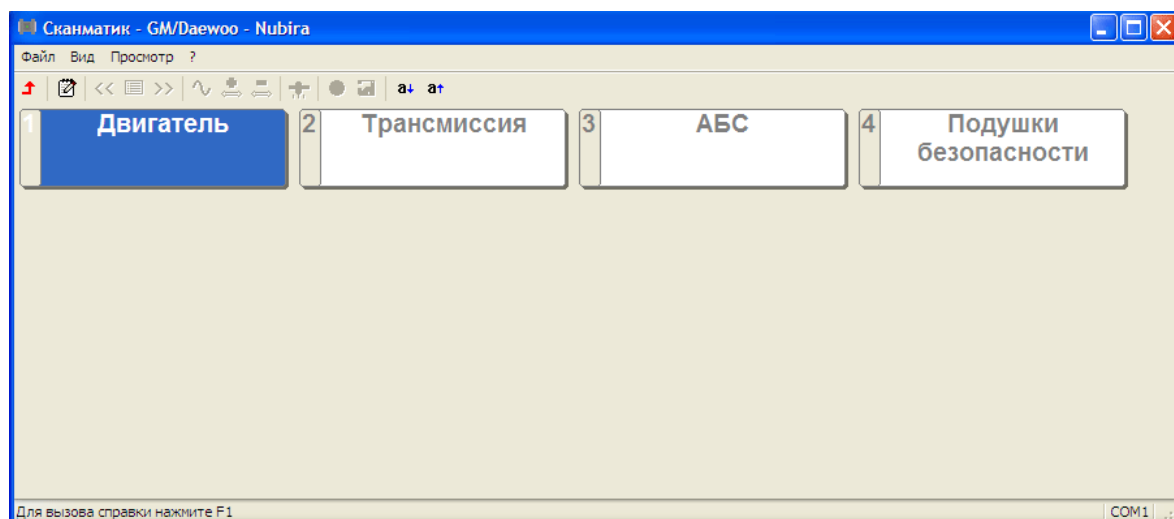 Сканматик - GM/Daewoo - Nubira
Файл Вид Просмотр ?
<< >> a↓ a↑
1 Двигатель 2 Трансмиссия 3 АБС 4 Подушки безопасности
Для вызова справки нажмите F1 COM1